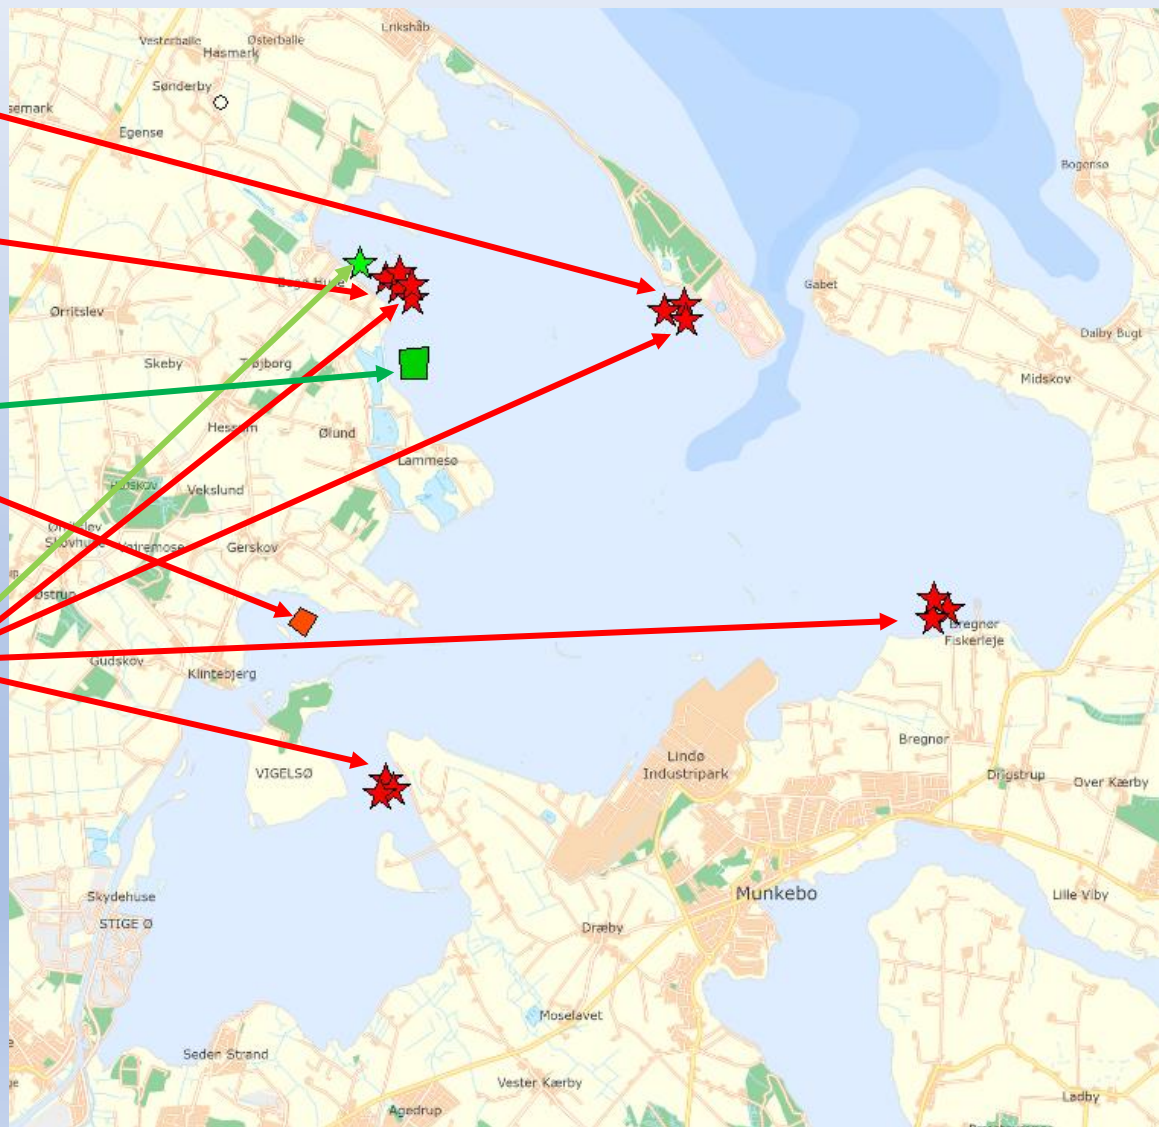 Erikshåb
Vesterballe
Østerballe
Hasmark
Sønderby
semark
Egense
Bogensø
Gabet
Ørritslev
Dalby Bugt
Skeby
Midskov
Hessum
Ølund
Lammesø
Vekslund
Gerskov
Østrup
Bregnør
Fiskerleje
Gudskov
Klintebjerg
Bregnør
VIGELSØ
Lindø
Industripark
Drigstrup
Over Kærby
Munkebo
Lille Viby
Skydehuse
STIGE Ø
Dræby
Moselavet
Seden Strand
Vester Kærby
Agedrup
Ladby